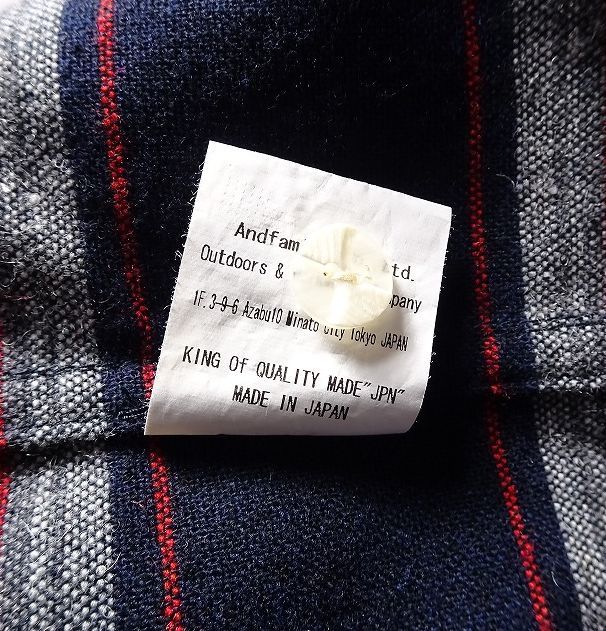 Andfam td.
Outdoors & pany
1F. 3-9-6 Azabu10 Minato City Tokyo JAPAN
KING OF QUALITY MADE"JPN"
MADE IN JAPAN